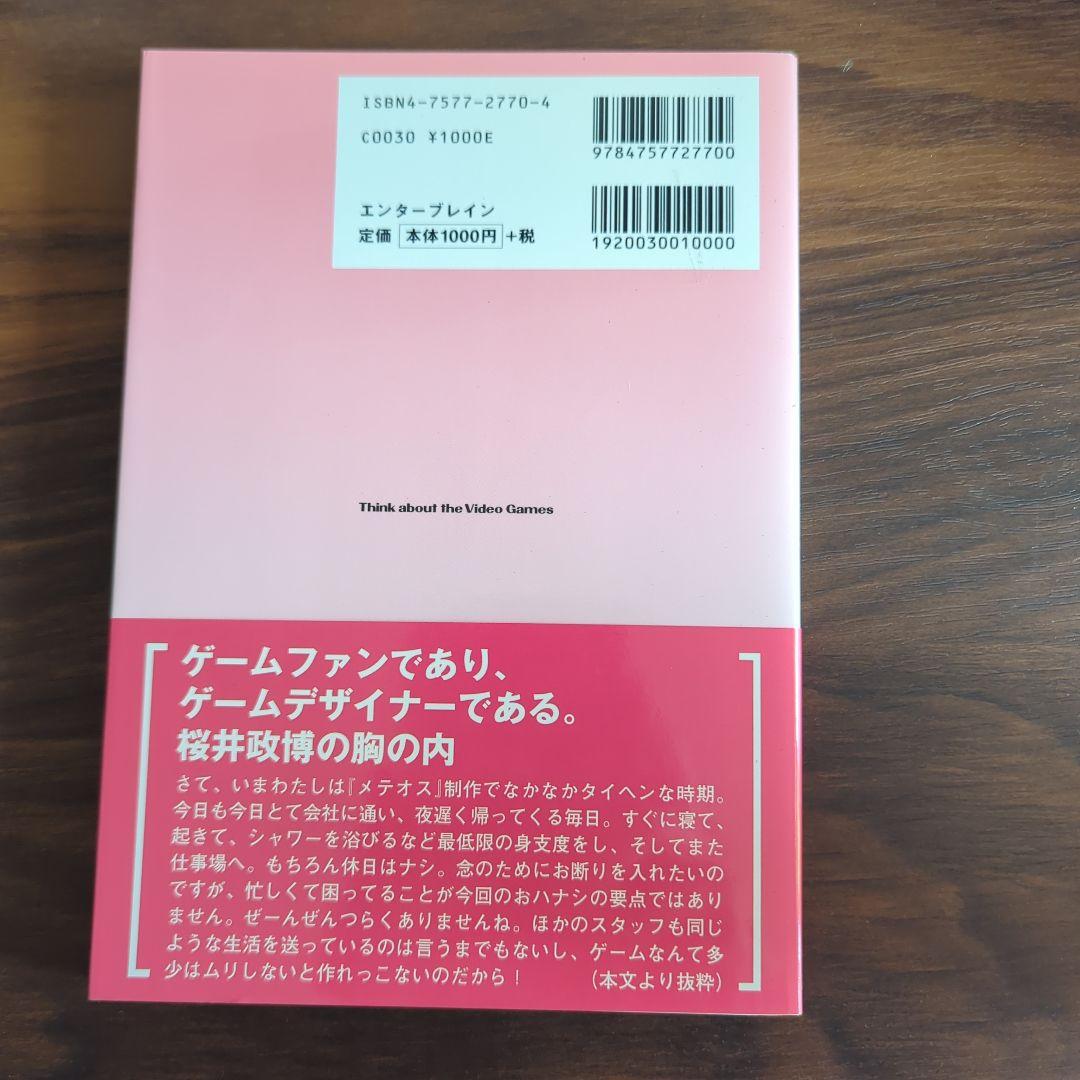 ISBN4-7577-2770-4
C0030 ¥1000E
9784757727700
エンターブレイン
定価 本体1000円 +税
1920030010000
Think about the Video Games
ゲームファンであり、
ゲームデザイナーである。
桜井政博の胸の内
さて、いまわたしは『メテオス』制作でなかなかタイヘンな時期。
今日も今日とて会社に通い、夜遅く帰ってくる毎日。すぐに寝て、
起きて、シャワーを浴びるなど最低限の身支度をし、そしてまた
仕事場へ。もちろん休日はナシ。念のためにお断りを入れたいの
ですが、忙しくて困ってることが今回のおハナシの要点ではあり
ません。ぜーんぜんつらくありませんね。ほかのスタッフも同じ
ような生活を送っているのは言うまでもないし、ゲームなんて多
少はムリしないと作れっこないのだから！ （本文より抜粋）